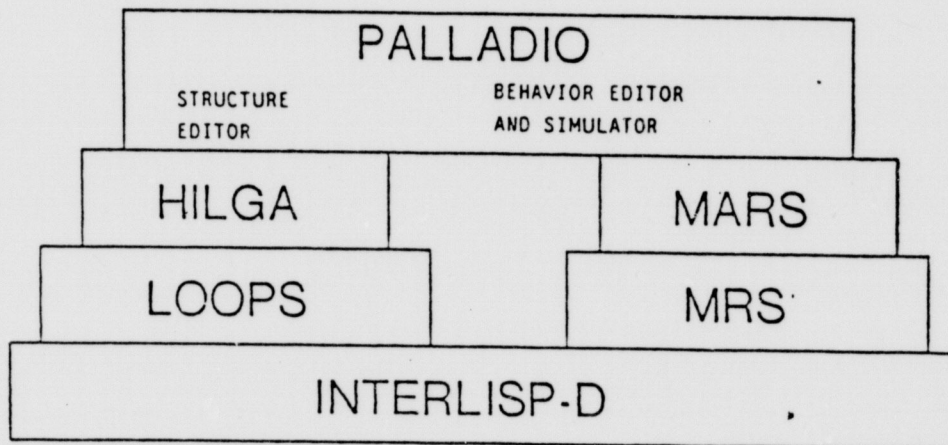 PALLADIO
STRUCTURE
EDITOR
BEHAVIOR EDITOR
AND SIMULATOR
HILGA
MARS
LOOPS
MRS
INTERLISP-D